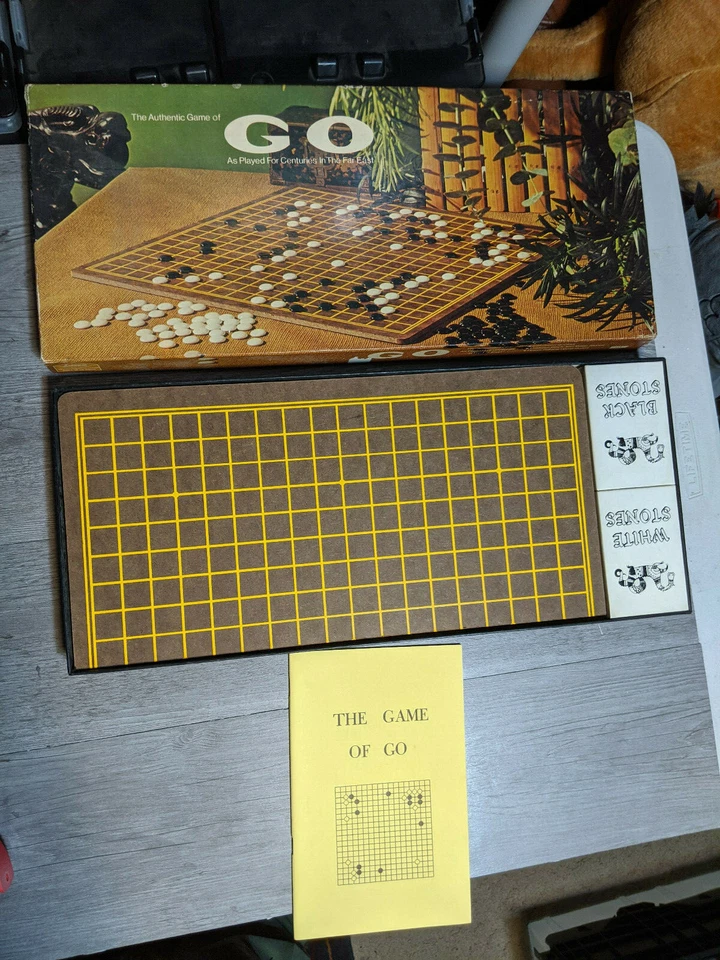 The Authentic Game of
GO
As Played For Centuries In The Far East
GO
BLACK
STONES
WHITE
STONES
THE GAME
OF GO
LIFETIME